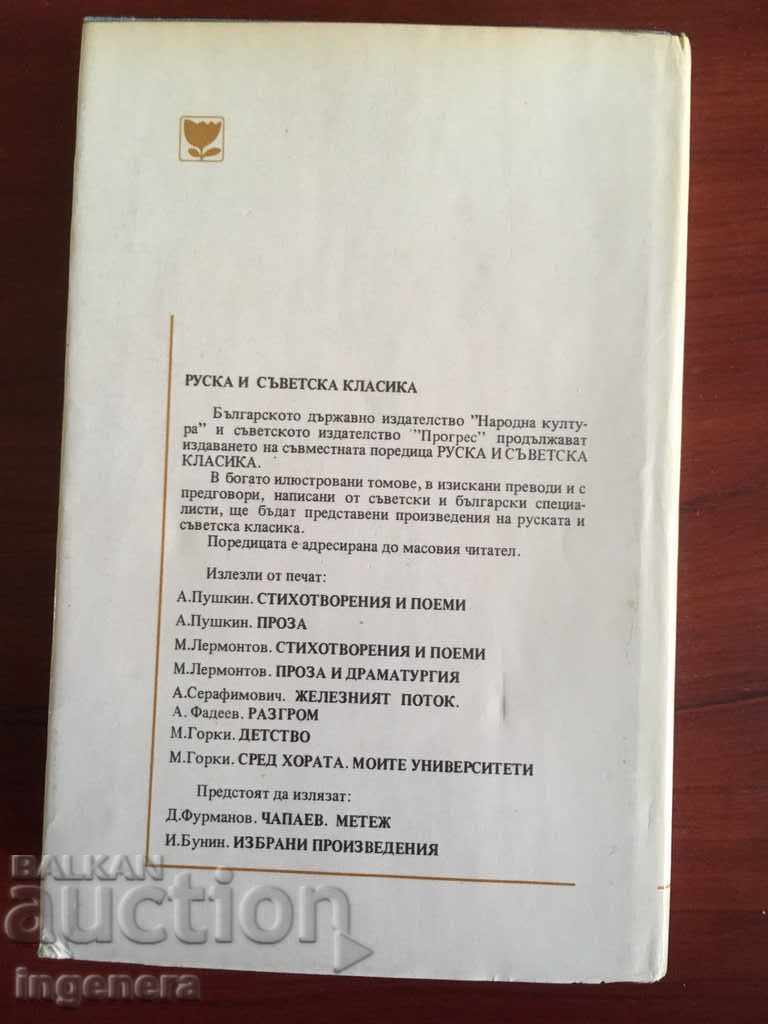 РУСКА И СЪВЕТСКА КЛАСИКА
Българското държавно издателство "Народна култу-
ра" и съветското издателство "Прогрес" продължават
издаването на съвместната поредица РУСКА И СЪВЕТСКА
КЛАСИКА.
В богато илюстровани томове, в изискани преводи и с
предговори, написани от съветски и български специа-
листи, ще бъдат представени произведения на руската и
съветска класика.
Поредицата е адресирана до масовия читател.
Излезли от печат:
А.Пушкин. СТИХОТВОРЕНИЯ И ПОЕМИ
А.Пушкин. ПРОЗА
М.Лермонтов. СТИХОТВОРЕНИЯ И ПОЕМИ
М.Лермонтов. ПРОЗА И ДРАМАТУРГИЯ
А.Серафимович. ЖЕЛЕЗНИЯТ ПОТОК.
А. Фадеев. РАЗГРОМ
М.Горки. ДЕТСТВО
М.Горки. СРЕД ХОРАТА. МОИТЕ УНИВЕРСИТЕТИ
Предстоят да излязат:
Д.Фурманов. ЧАПАЕВ. МЕТЕЖ
И.Бунин. ИЗБРАНИ ПРОИЗВЕДЕНИЯ
BALKAN
auction
ingenera